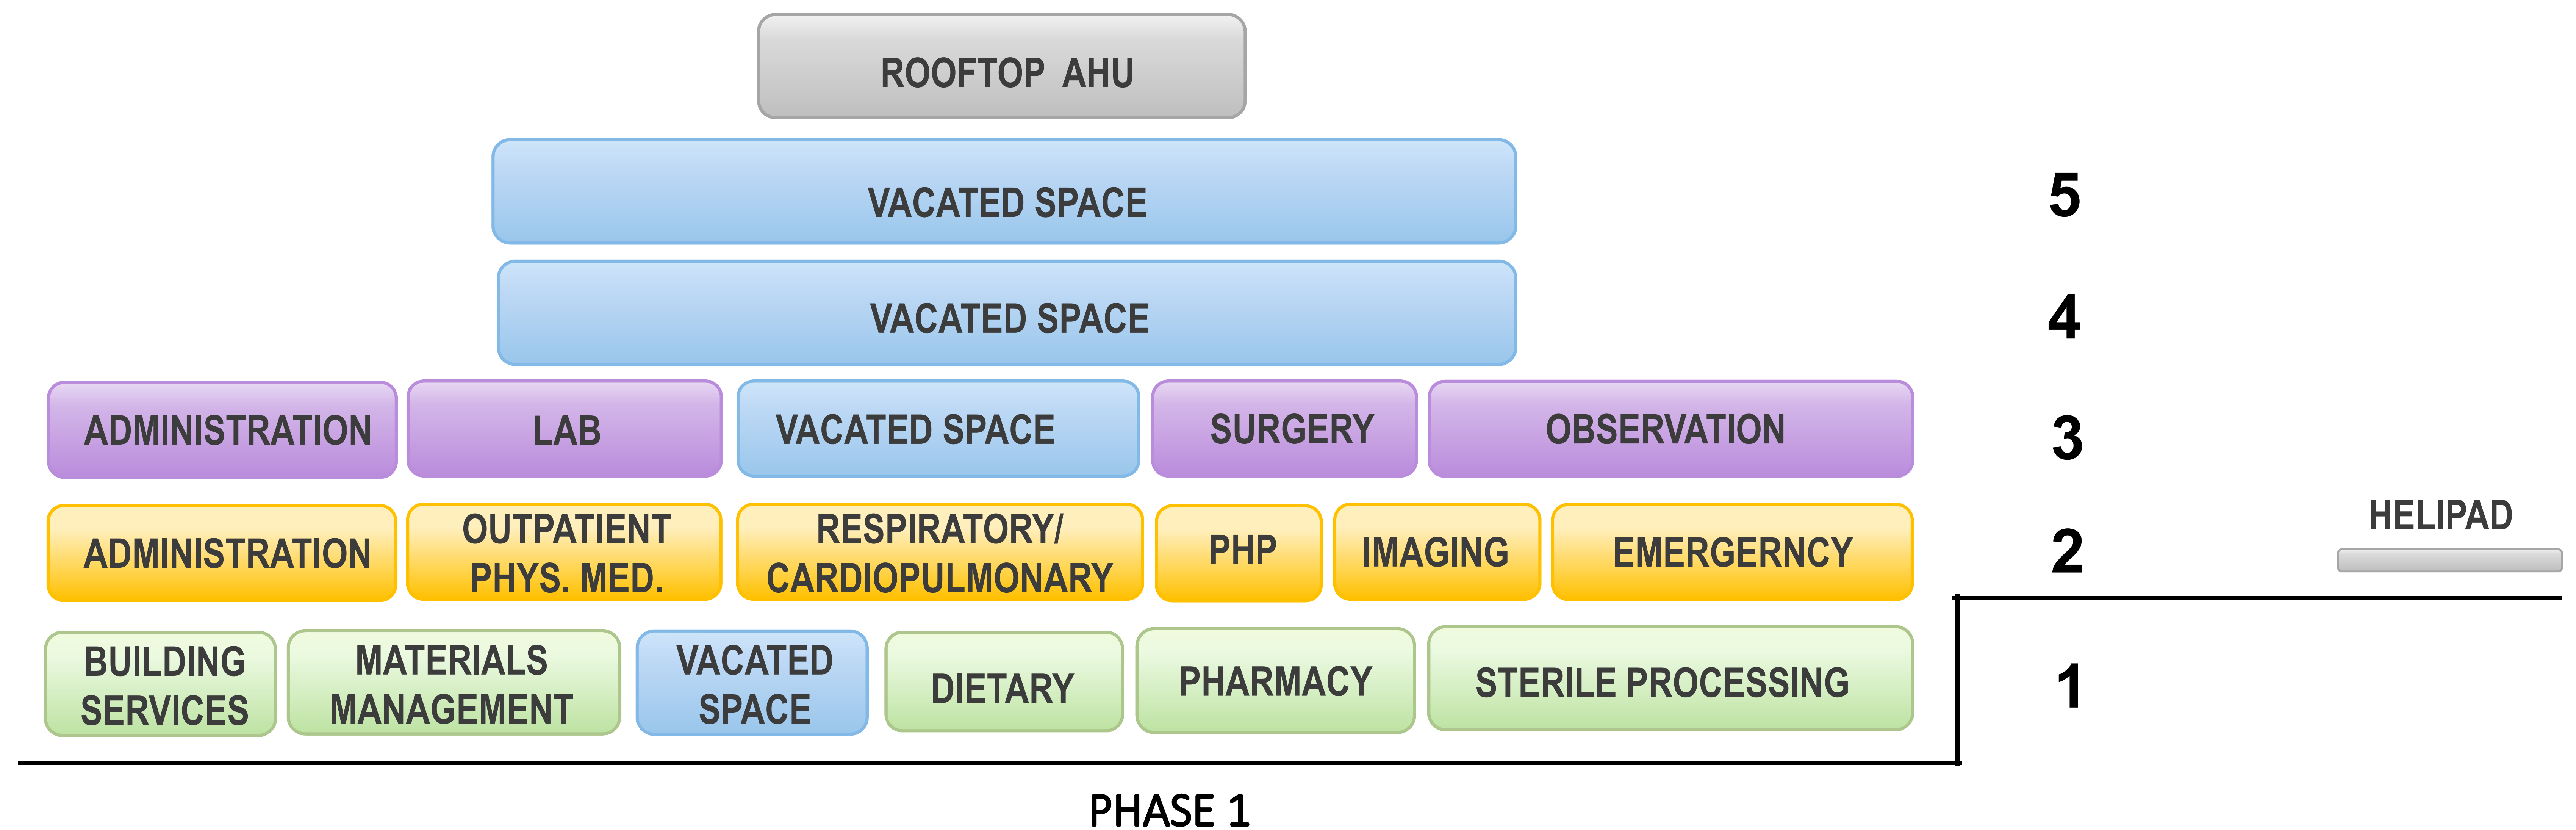 ROOFTOP AHU
VACATED SPACE
5
VACATED SPACE
4
ADMINISTRATION
LAB
VACATED SPACE
SURGERY
OBSERVATION
3
ADMINISTRATION
OUTPATIENT
PHYS. MED.
RESPIRATORY/
CARDIOPULMONARY
PHP
IMAGING
EMERGERNCY
2
HELIPAD
BUILDING
SERVICES
MATERIALS
MANAGEMENT
VACATED
SPACE
DIETARY
PHARMACY
STERILE PROCESSING
1
PHASE 1